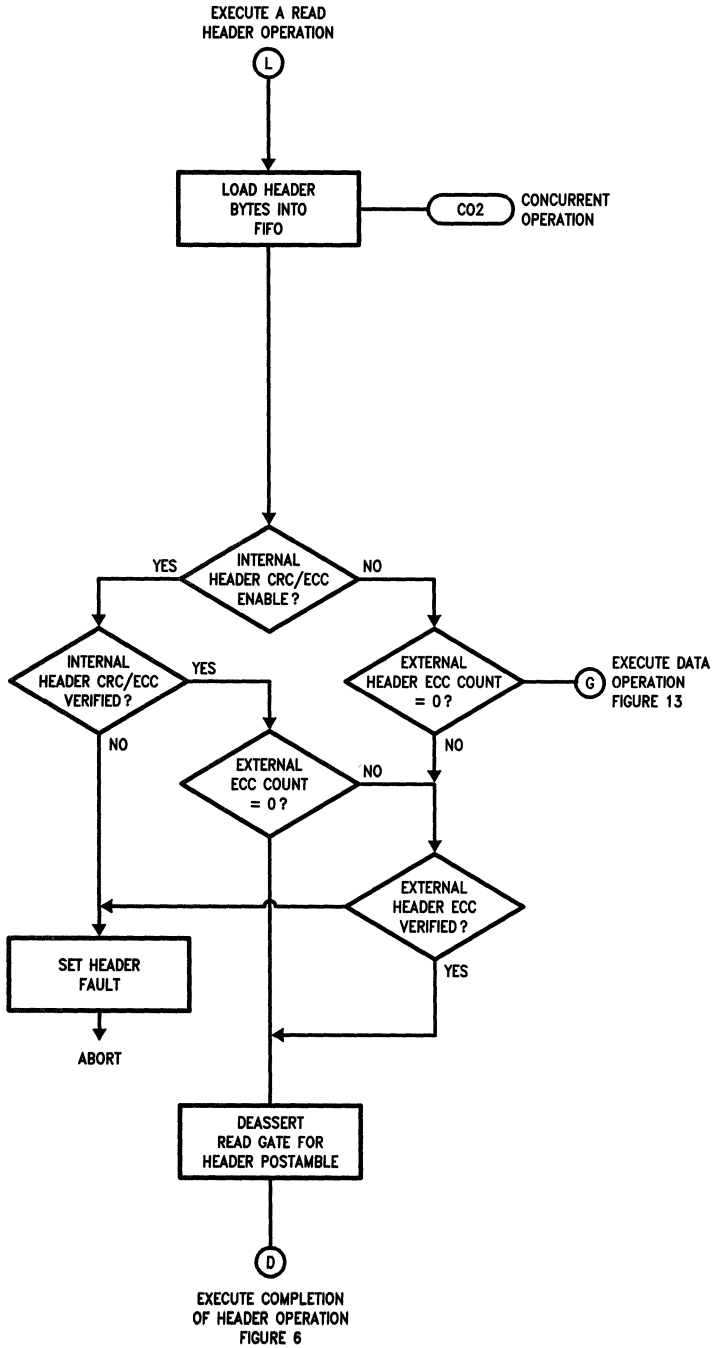 EXECUTE A READ
HEADER OPERATION
L
LOAD HEADER
BYTES INTO
FIFO
CO2
CONCURRENT
OPERATION
INTERNAL
HEADER CRC/ECC
ENABLE?
YES
NO
INTERNAL
HEADER CRC/ECC
VERIFIED?
YES
NO
EXTERNAL
HEADER ECC COUNT
= 0?
G
EXECUTE DATA
OPERATION
FIGURE 13
NO
EXTERNAL
ECC COUNT
= 0?
NO
EXTERNAL
HEADER ECC
VERIFIED?
YES
SET HEADER
FAULT
ABORT
DEASSERT
READ GATE FOR
HEADER POSTAMBLE
D
EXECUTE COMPLETION
OF HEADER OPERATION
FIGURE 6